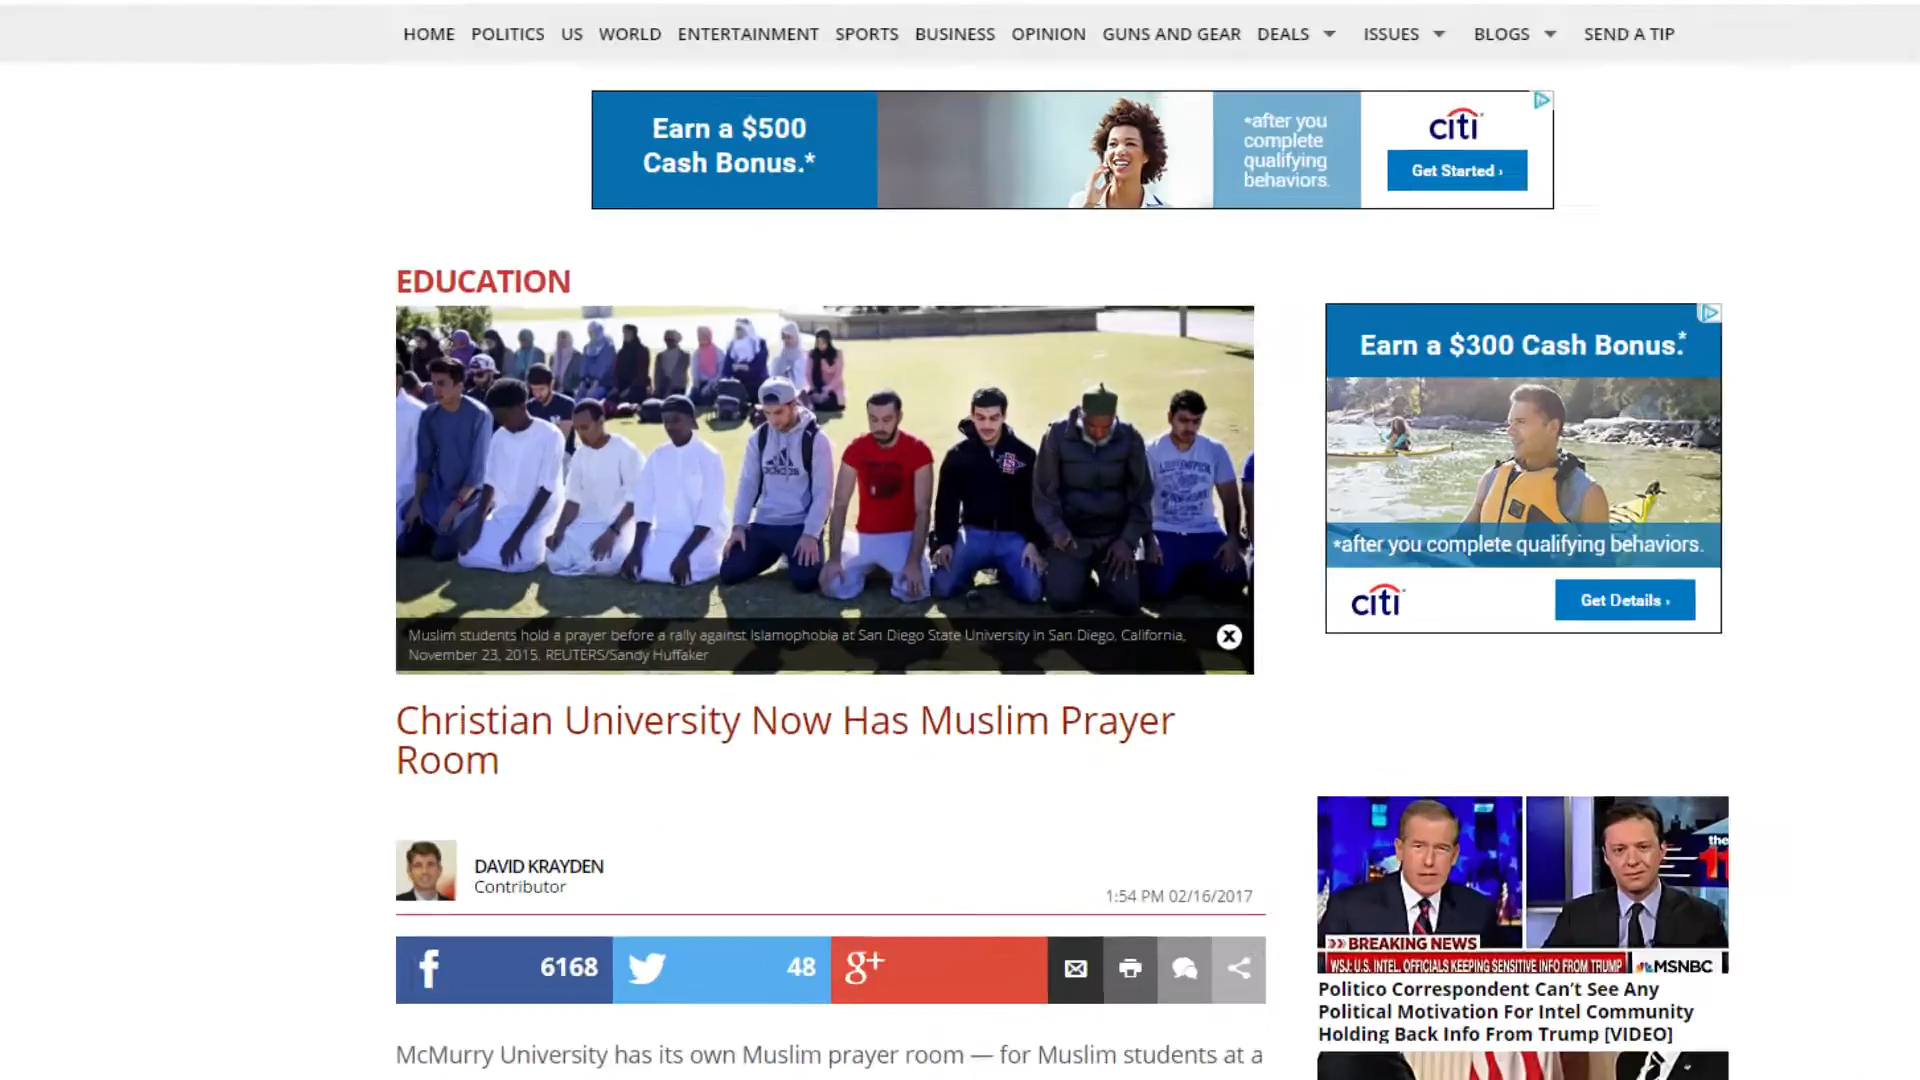 HOME POLITICS US WORLD ENTERTAINMENT SPORTS BUSINESS OPINION GUNS AND GEAR DEALS ISSUES BLOGS SEND A TIP
Earn a $500
Cash Bonus.*
*after you
complete
qualifying
behaviors.
citi
Get Started ›
EDUCATION
Muslim students hold a prayer before a rally against Islamophobia at San Diego State University in San Diego, California,
November 23, 2015. REUTERS/Sandy Huffaker
Earn a $300 Cash Bonus.*
*after you complete qualifying behaviors.
citi
Get Details ›
Christian University Now Has Muslim Prayer
Room
DAVID KRAYDEN
Contributor
1:54 PM 02/16/2017
6168
48
g+
McMurry University has its own Muslim prayer room — for Muslim students at a
the
11
BREAKING NEWS
WSJ: U.S. INTEL. OFFICIALS KEEPING SENSITIVE INFO FROM TRUMP
MSNBC
Politico Correspondent Can't See Any
Political Motivation For Intel Community
Holding Back Info From Trump [VIDEO]